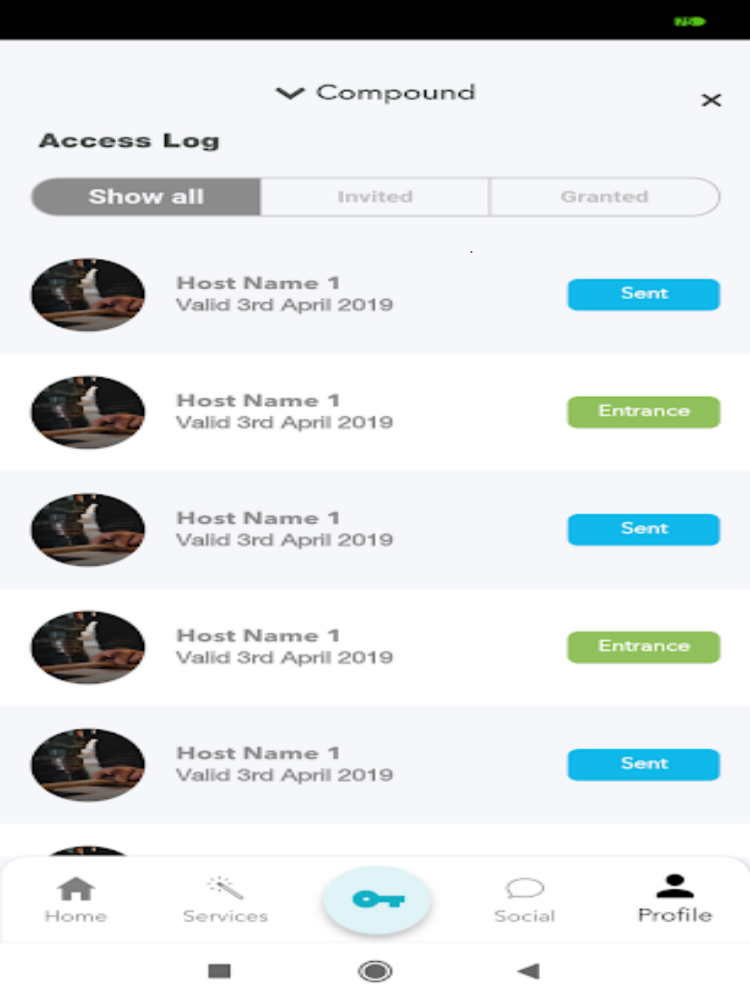 75
Compound
Access Log
Show all
Invited
Granted
Host Name 1
Valid 3rd April 2019
Sent
Host Name 1
Valid 3rd April 2019
Entrance
Host Name 1
Valid 3rd April 2019
Sent
Host Name 1
Valid 3rd April 2019
Entrance
Host Name 1
Valid 3rd April 2019
Sent
Home
Services
Social
Profile